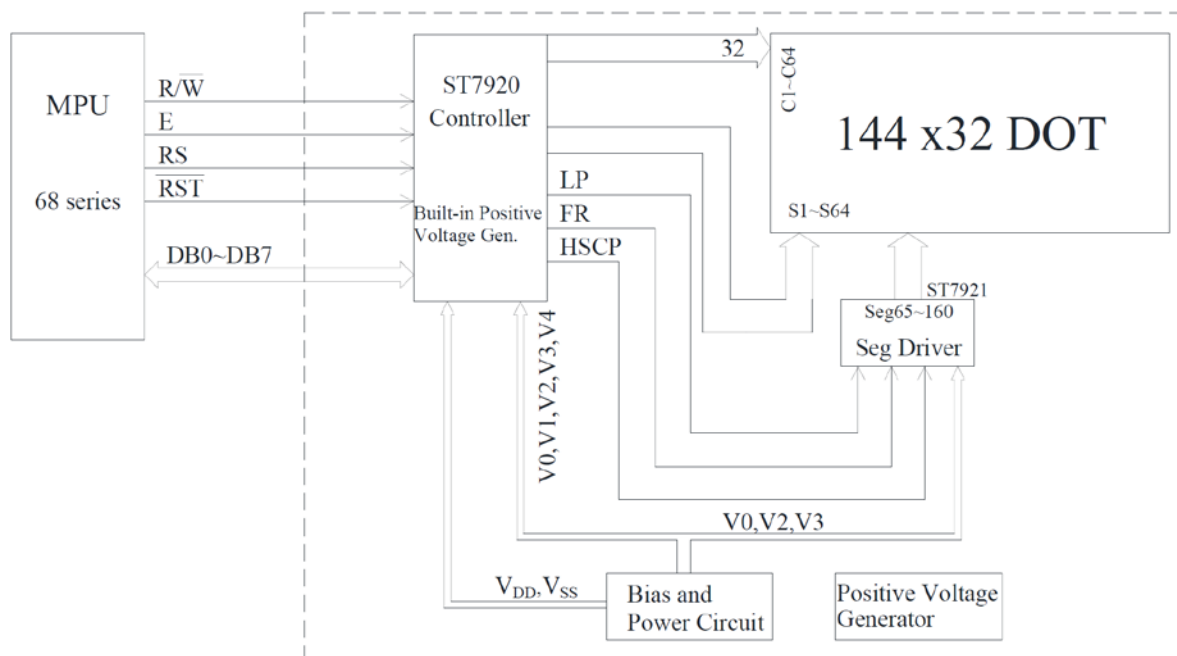 MPU
68 series
R/W̅
E
RS
R̅S̅T̅
DB0~DB7
ST7920
Controller
Built-in Positive
Voltage Gen.
32
C1~C64
144 x32 DOT
S1~S64
LP
FR
HSCP
ST7921
Seg65~160
Seg Driver
V0,V1,V2,V3,V4
V0,V2,V3
VDD,VSS
Bias and
Power Circuit
Positive Voltage
Generator